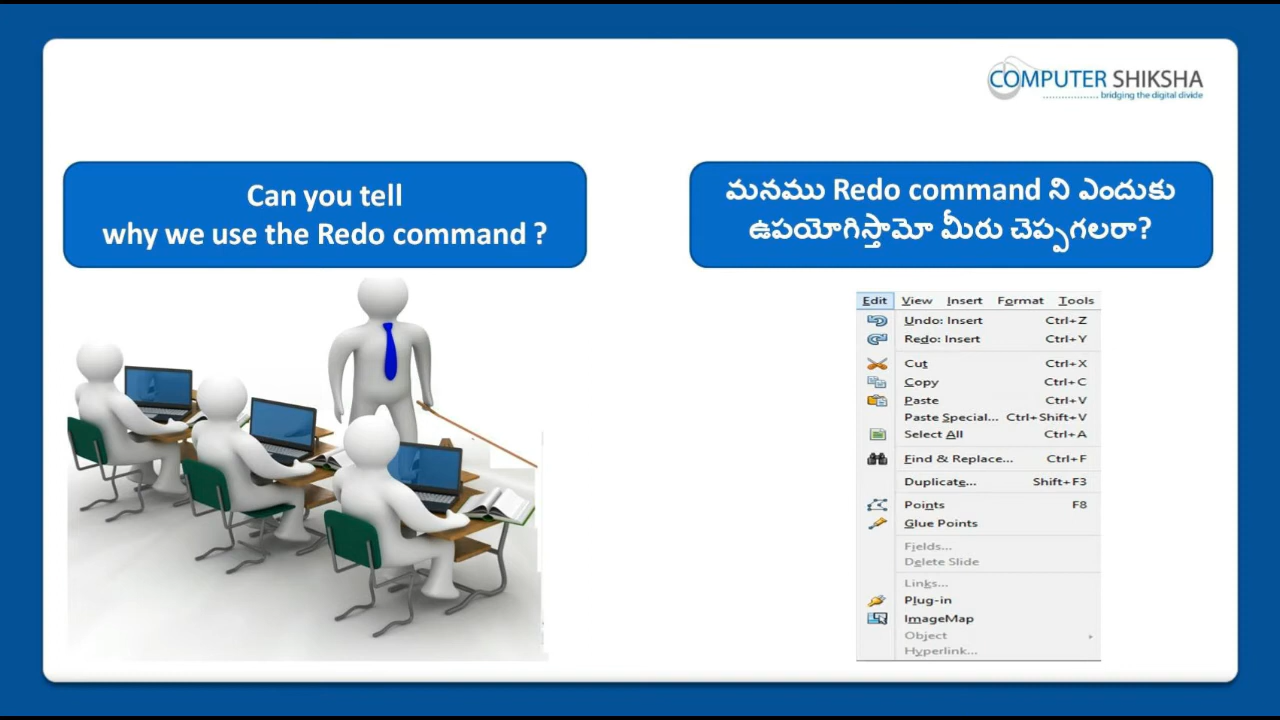 COMPUTER SHIKSHA
bridging the digital divide
Can you tell
why we use the Redo command ?
మనము Redo command ని ఎందుకు
ఉపయోగిస్తామో మీరు చెప్పగలరా?
Edit View Insert Format Tools
Undo: Insert Ctrl+Z
Redo: Insert Ctrl+Y
Cut Ctrl+X
Copy Ctrl+C
Paste Ctrl+V
Paste Special... Ctrl+Shift+V
Select All Ctrl+A
Find & Replace... Ctrl+F
Duplicate... Shift+F3
Points F8
Glue Points
Fields...
Delete Slide
Links...
Plug-in
ImageMap
Object
Hyperlink...